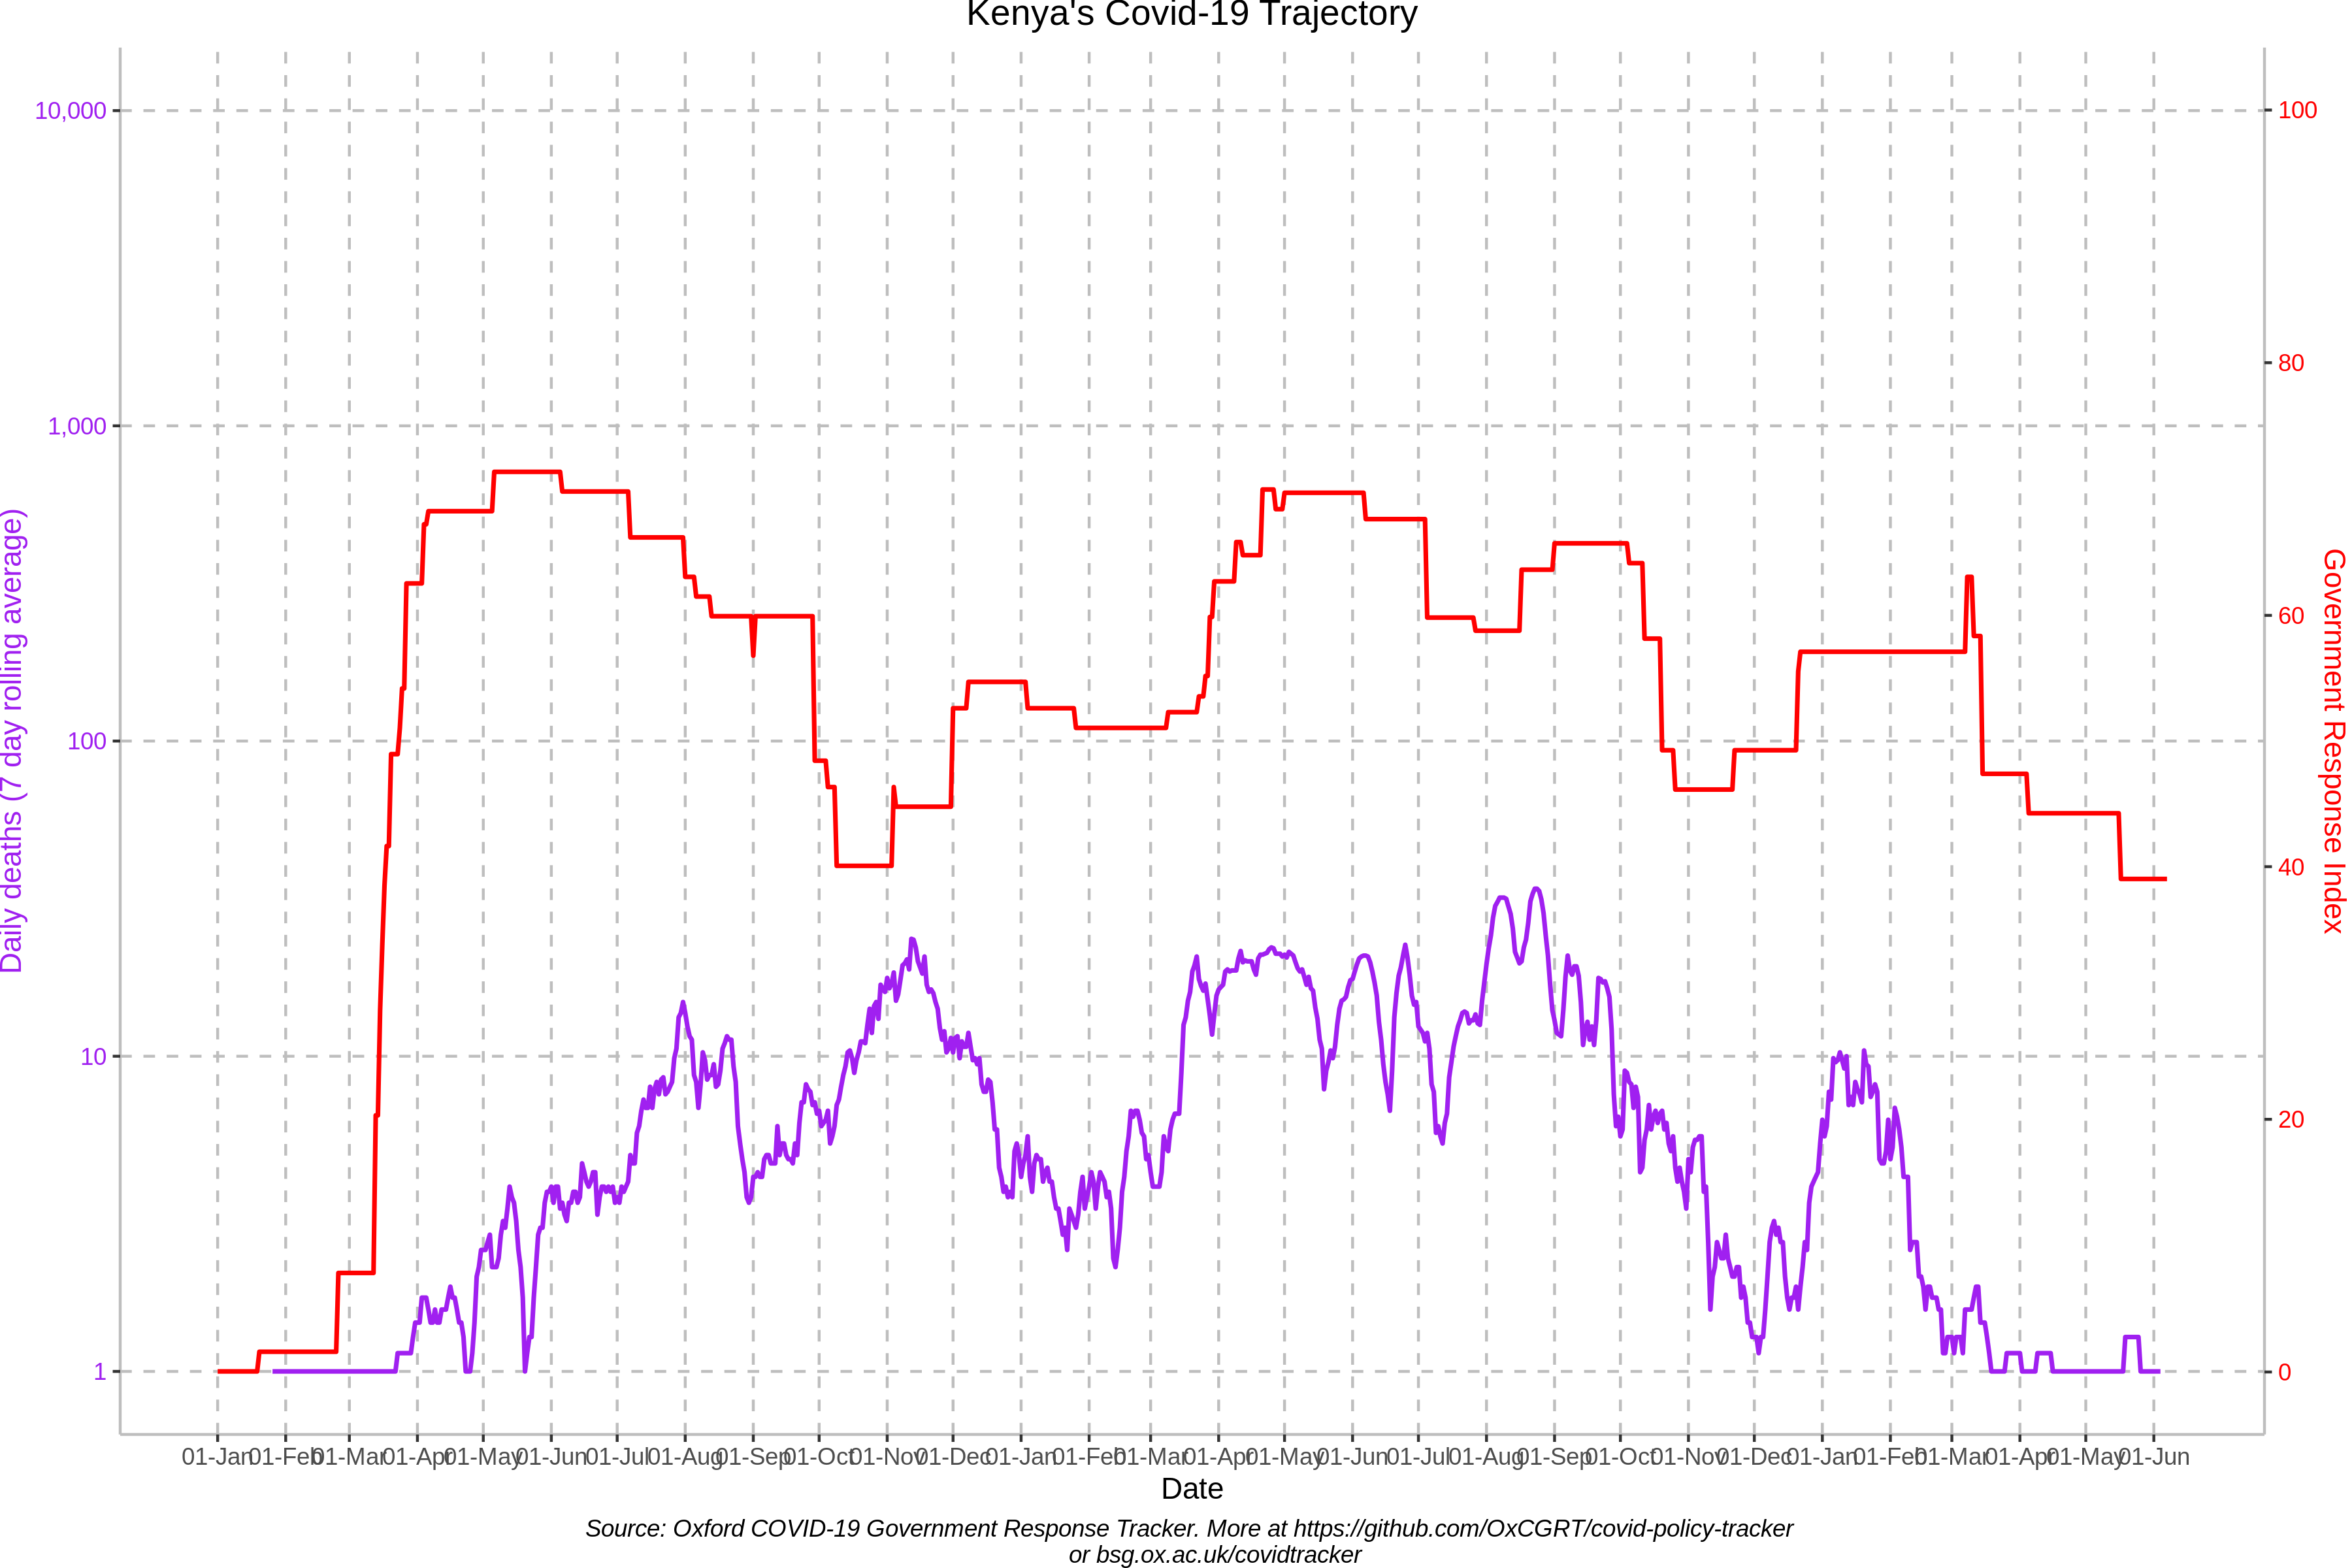 Kenya's Covid-19 Trajectory
10,000
1,000
100
10
1
Daily deaths (7 day rolling average)
100
80
60
40
20
0
Government Response Index
01-Jan 01-Feb 01-Mar 01-Apr 01-May 01-Jun 01-Jul 01-Aug 01-Sep 01-Oct 01-Nov 01-Dec 01-Jan 01-Feb 01-Mar 01-Apr 01-May 01-Jun 01-Jul 01-Aug 01-Sep 01-Oct 01-Nov 01-Dec 01-Jan 01-Feb 01-Mar 01-Apr 01-May 01-Jun
Date
Source: Oxford COVID-19 Government Response Tracker. More at https://github.com/OxCGRT/covid-policy-tracker
or bsg.ox.ac.uk/covidtracker